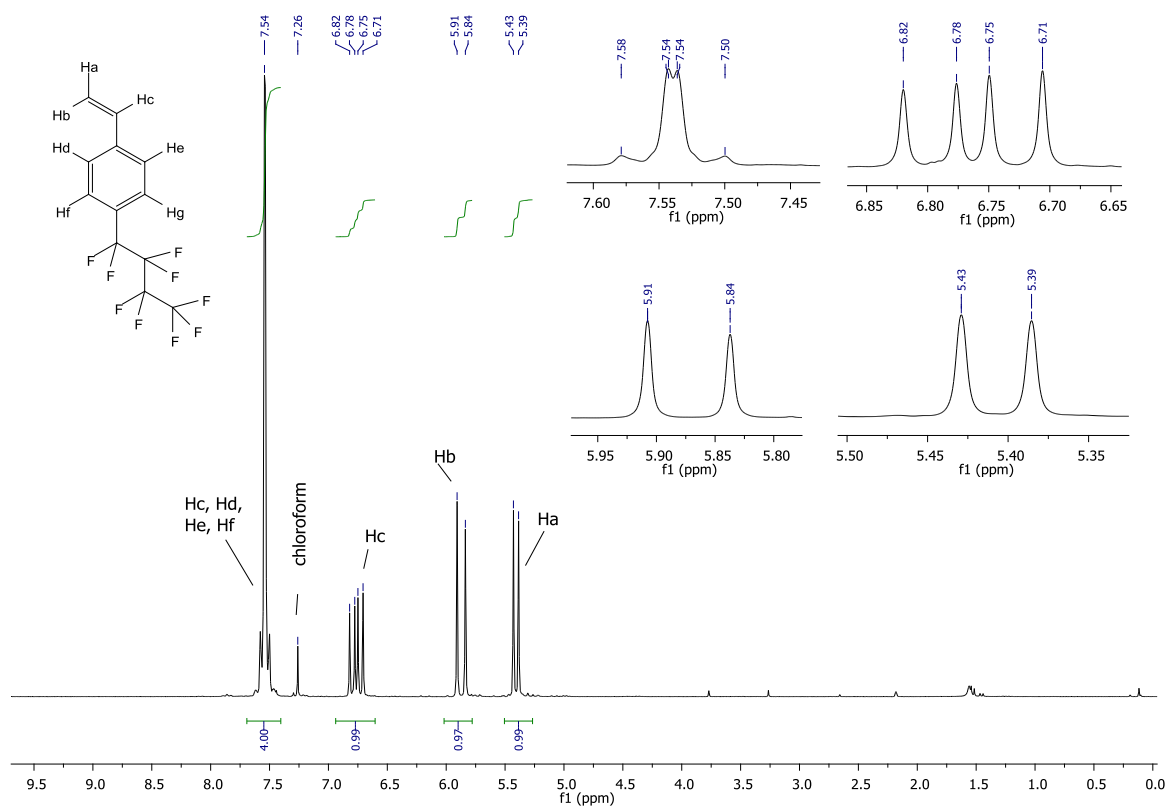 7.54
7.26
6.82
6.78
6.75
6.71
5.91
5.84
5.43
5.39
Ha
Hb
Hc
Hd
He
Hf
Hg
F
F
F
F
F
F
F
F
F
7.58
7.54
7.54
7.50
7.60 7.55 7.50 7.45
f1 (ppm)
6.82
6.78
6.75
6.71
6.85 6.80 6.75 6.70 6.65
f1 (ppm)
5.91
5.84
5.95 5.90 5.85 5.80
f1 (ppm)
5.43
5.39
5.50 5.45 5.40 5.35
f1 (ppm)
Hc, Hd,
He, Hf
chloroform
Hc
Hb
Ha
4.00
0.99
0.97
0.99
9.5 9.0 8.5 8.0 7.5 7.0 6.5 6.0 5.5 5.0 4.5 4.0 3.5 3.0 2.5 2.0 1.5 1.0 0.5 0.0
f1 (ppm)